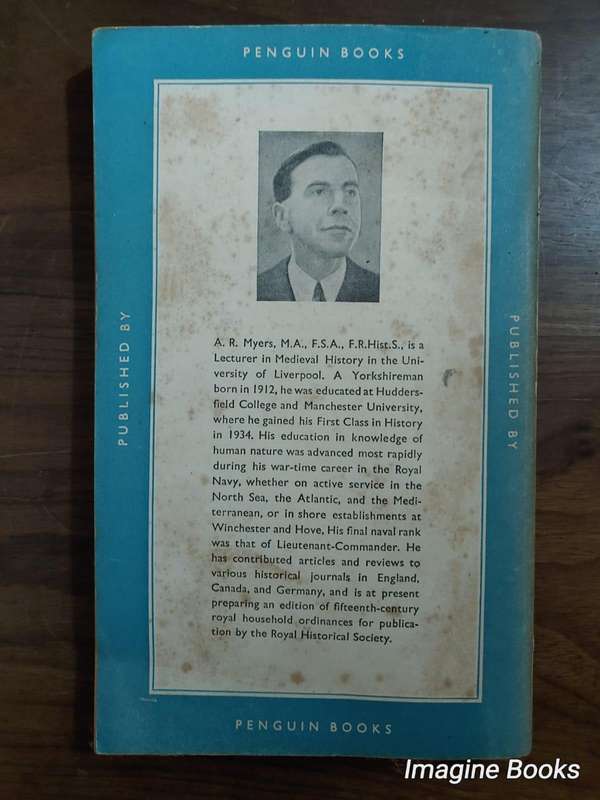 PENGUIN BOOKS
PUBLISHED BY
PUBLISHED BY
A. R. Myers, M.A., F.S.A., F.R.Hist.S., is a
Lecturer in Medieval History in the Uni-
versity of Liverpool. A Yorkshireman
born in 1912, he was educated at Hudders-
field College and Manchester University,
where he gained his First Class in History
in 1934. His education in knowledge of
human nature was advanced most rapidly
during his war-time career in the Royal
Navy, whether on active service in the
North Sea, the Atlantic, and the Medi-
terranean, or in shore establishments at
Winchester and Hove. His final naval rank
was that of Lieutenant-Commander. He
has contributed articles and reviews to
various historical journals in England,
Canada, and Germany, and is at present
preparing an edition of fifteenth-century
royal household ordinances for publica-
tion by the Royal Historical Society.
PENGUIN BOOKS
Imagine Books